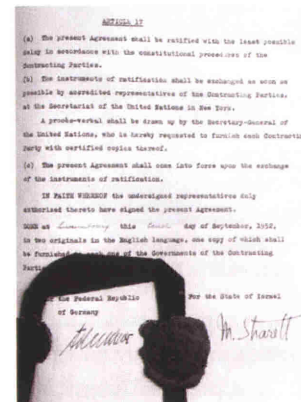 ARTICLE 17
(a) The present Agreement shall be ratified with the least possible
delay in accordance with the constitutional procedures of the
Contracting Parties.
(b) The instruments of ratification shall be exchanged as soon as
possible by accredited representatives of the Contracting Parties,
at the Secretariat of the United Nations in New York.
A procès-verbal shall be drawn up by the Secretary-General of
the United Nations, who is hereby requested to furnish each Contracting
Party with certified copies thereof.
(c) The present Agreement shall come into force upon the exchange
of the instruments of ratification.
IN FAITH WHEREOF the undersigned representatives duly
authorised thereto have signed the present Agreement.
DONE at Luxembourg this tenth day of September, 1952,
in two originals in the English language, one copy of which shall
be furnished to each one of the Governments of the Contracting
Parties
the Federal Republic
of Germany
For the State of Israel
Adenauer
M. Sharett